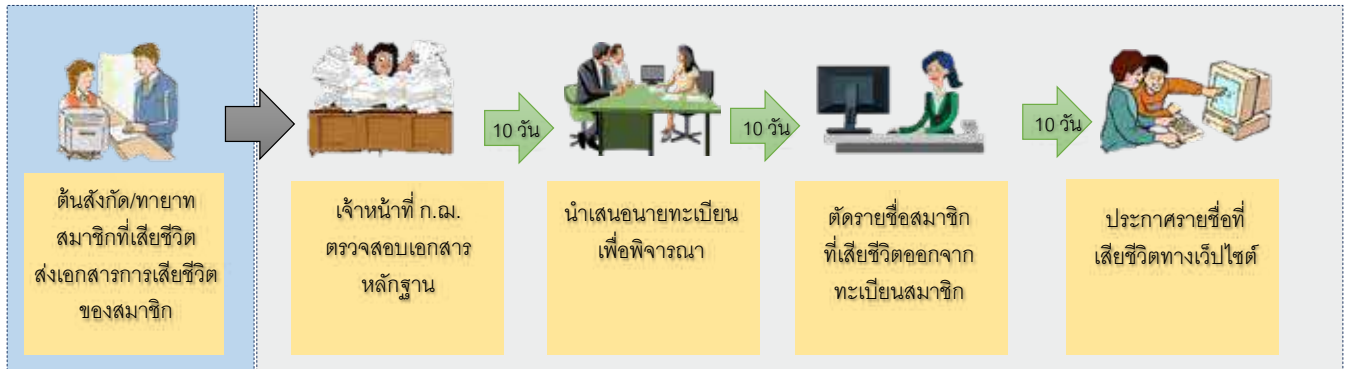 10 วัน
10 วัน
10 วัน
ต้นสังกัด/ทายาท
สมาชิกที่เสียชีวิต
ส่งเอกสารการเสียชีวิต
ของสมาชิก
เจ้าหน้าที่ ก.ฌ.
ตรวจสอบเอกสาร
หลักฐาน
นำเสนอนายทะเบียน
เพื่อพิจารณา
ตัดรายชื่อสมาชิก
ที่เสียชีวิตออกจาก
ทะเบียนสมาชิก
ประกาศรายชื่อที่
เสียชีวิตทางเว็ปไซต์